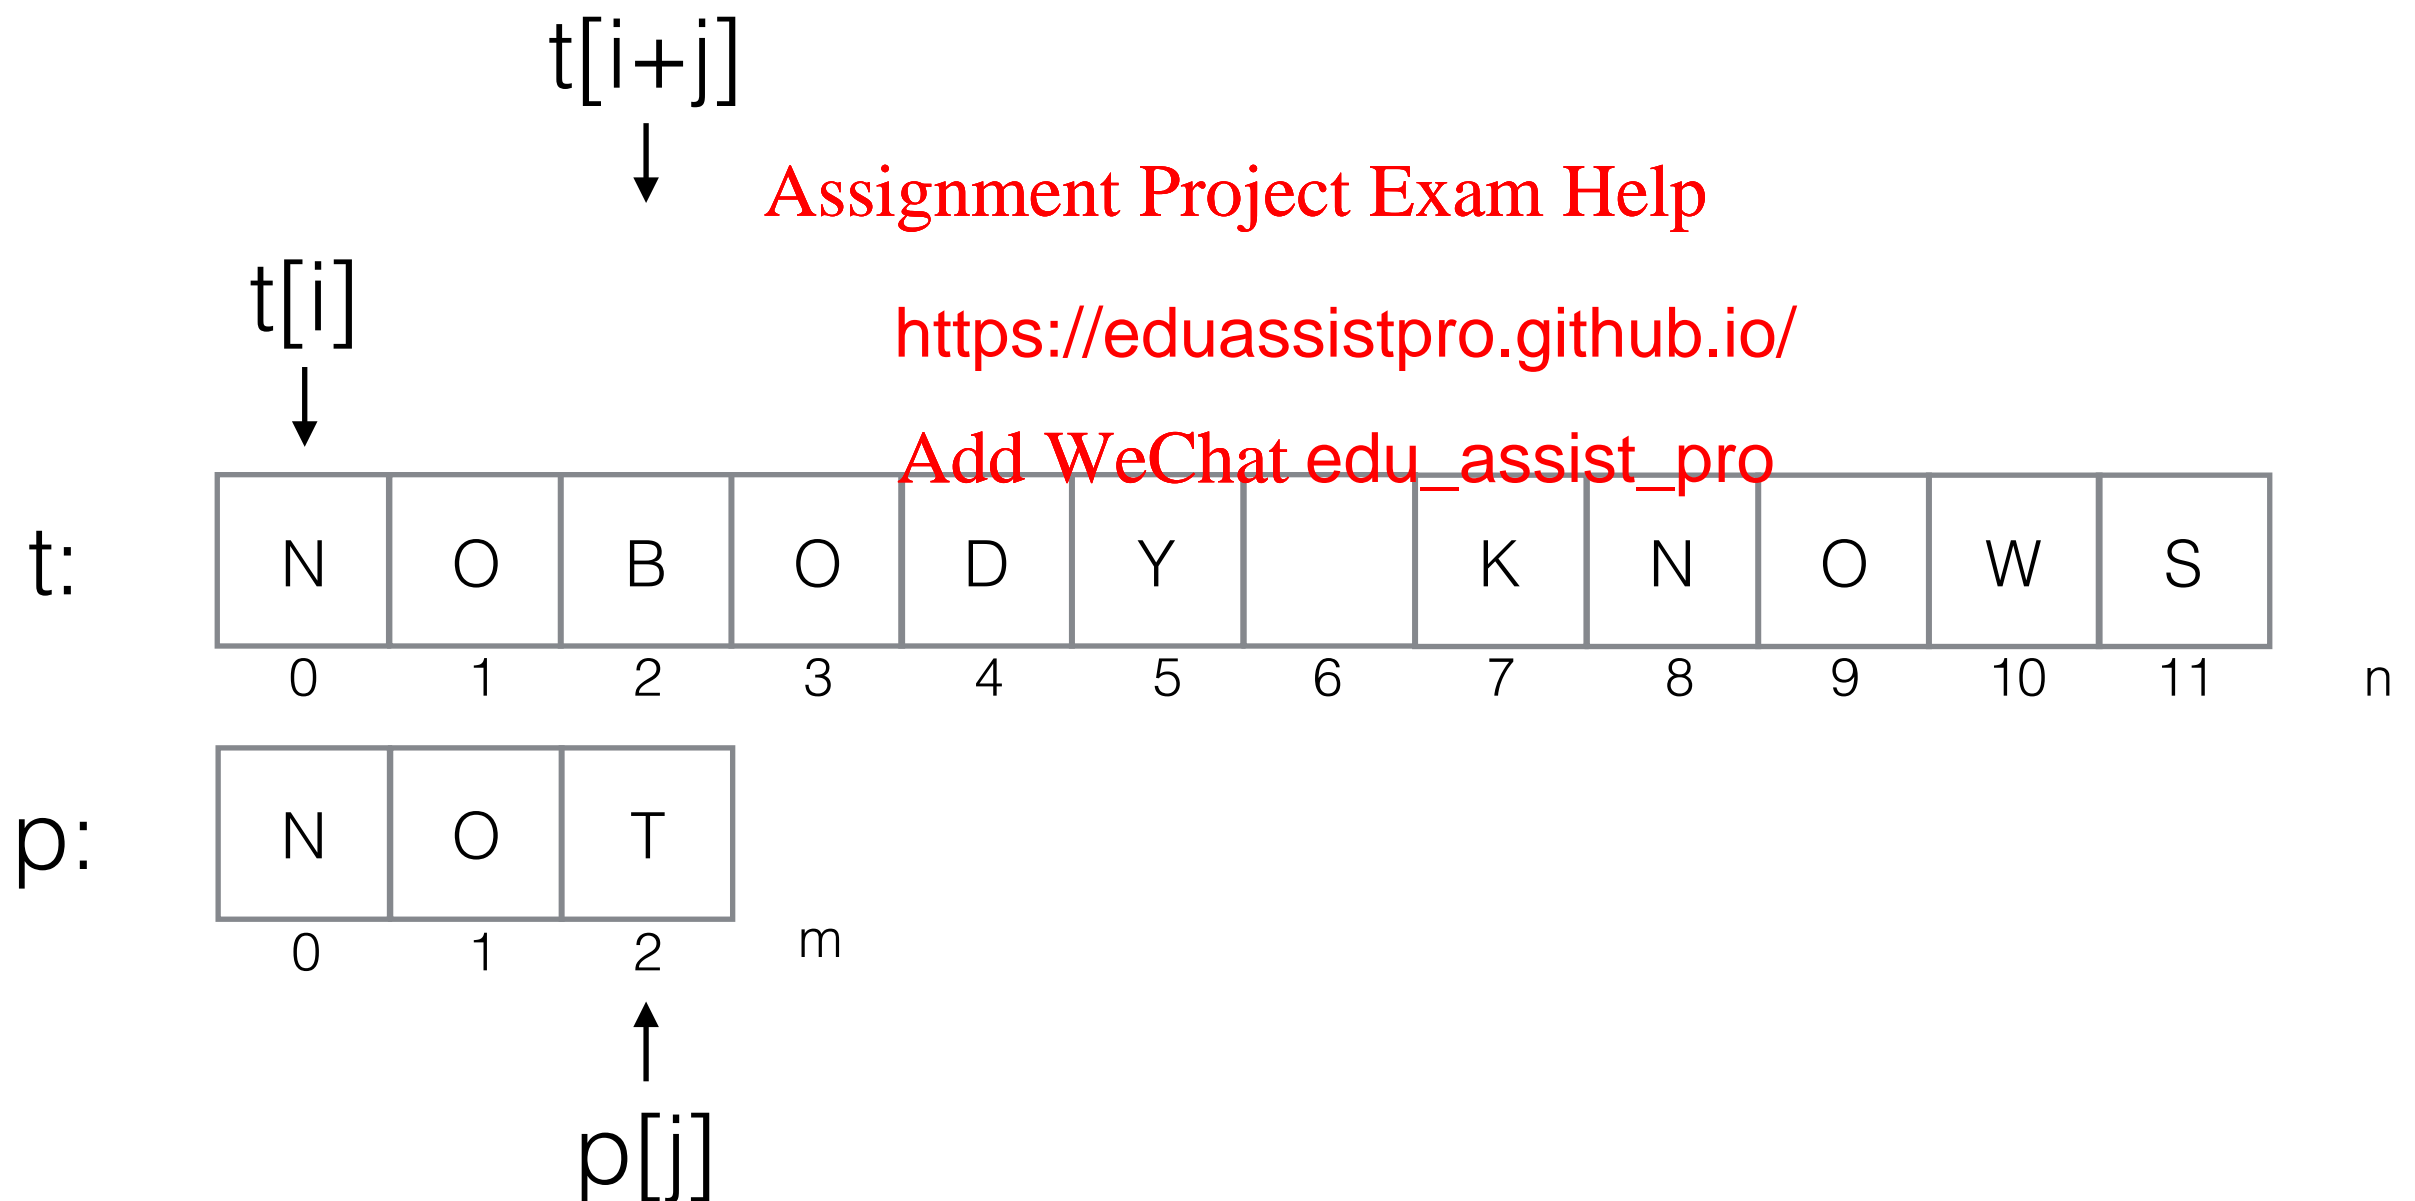 t[i+j]
Assignment Project Exam Help
t[i]
https://eduassistpro.github.io/
Add WeChat edu_assist_pro
t: N O B O D Y K N O W S
0 1 2 3 4 5 6 7 8 9 10 11 n
p: N O T
0 1 2 m
p[j]